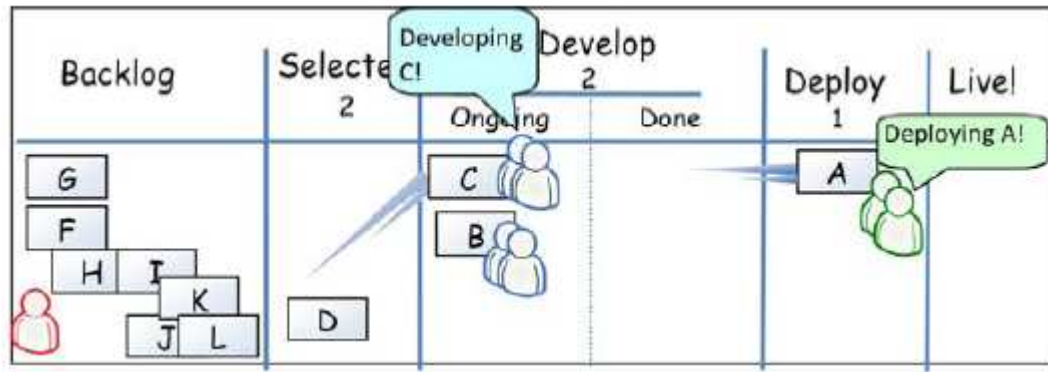 Backlog
Selecte
2
Developing
C!
Develop
2
Ongoing
Done
Deploy
1
Live!
Deploying A!
G
F
H I
K
J L
D
C
B
A